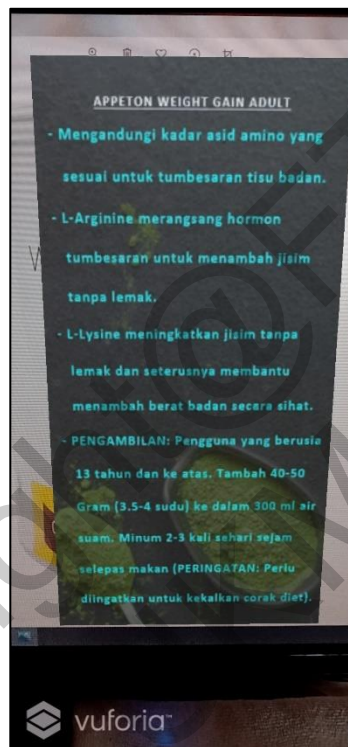 APPETON WEIGHT GAIN ADULT
- Mengandungi kadar asid amino yang
sesuai untuk tumbesaran tisu badan.
- L-Arginine merangsang hormon
tumbesaran untuk menambah jisim
tanpa lemak.
- L-Lysine meningkatkan jisim tanpa
lemak dan seterusnya membantu
menambah berat badan secara sihat.
- PENGAMBILAN: Pengguna yang berusia
13 tahun dan ke atas. Tambah 40-50
Gram (3.5-4 sudu) ke dalam 300 ml air
suam. Minum 2-3 kali sehari sejam
selepas makan (PERINGATAN: Perlu
diingatkan untuk kekalkan corak diet).
vuforia™